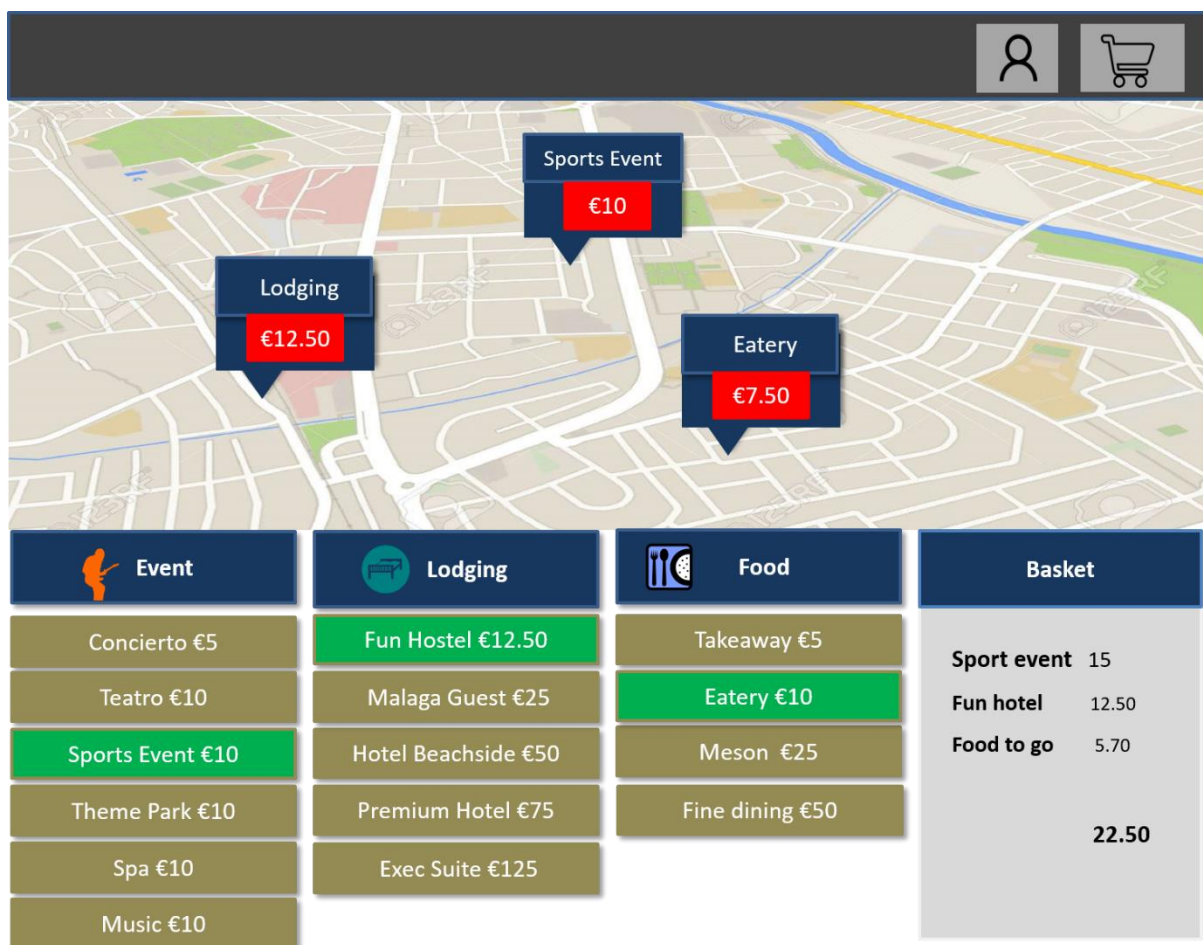 Sports Event
€10
Lodging
€12.50
Eatery
€7.50
Event
Concierto €5
Teatro €10
Sports Event €10
Theme Park €10
Spa €10
Music €10
Lodging
Fun Hostel €12.50
Malaga Guest €25
Hotel Beachside €50
Premium Hotel €75
Exec Suite €125
Food
Takeaway €5
Eatery €10
Meson €25
Fine dining €50
Basket
Sport event 15
Fun hotel 12.50
Food to go 5.70
22.50